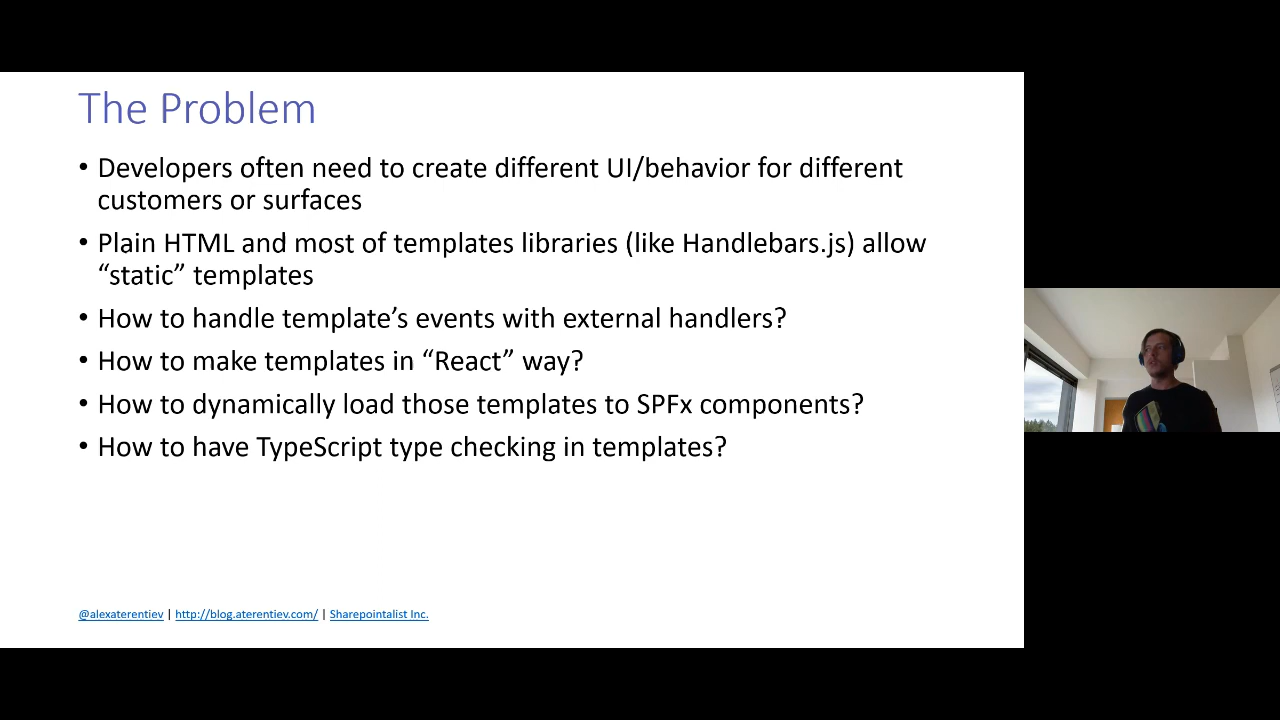 The Problem
• Developers often need to create different UI/behavior for different
customers or surfaces
• Plain HTML and most of templates libraries (like Handlebars.js) allow
“static” templates
• How to handle template’s events with external handlers?
• How to make templates in “React” way?
• How to dynamically load those templates to SPFx components?
• How to have TypeScript type checking in templates?
@alexaterentiev | http://blog.aterentiev.com/ | Sharepointalist Inc.